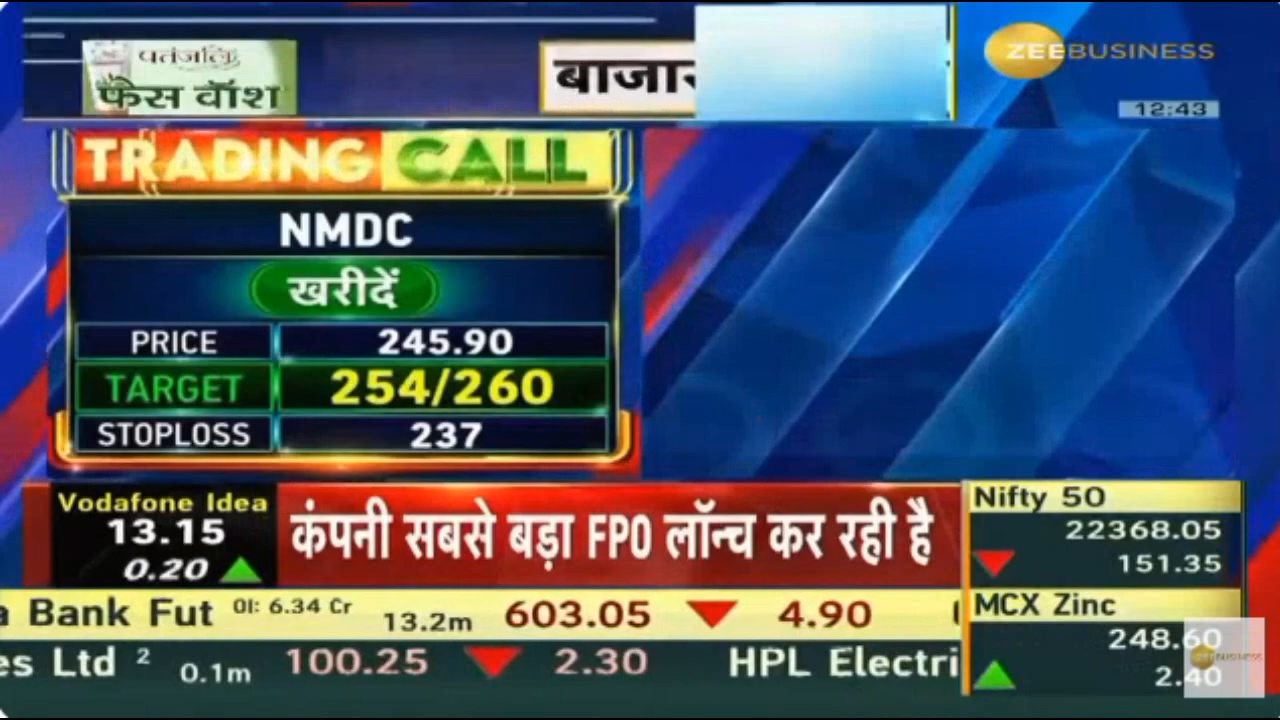 पतंजलि
फेस वॉश
ZEEBUSINESS
12:43
TRADING CALL
NMDC
खरीदें
PRICE 245.90
TARGET 254/260
STOPLOSS 237
Vodafone Idea
13.15
0.20
कंपनी सबसे बड़ा FPO लॉन्च कर रही है
Nifty 50
22368.05
151.35
a Bank Fut OI: 6.34 Cr 13.2m 603.05 4.90
es Ltd 2 0.1m 100.25 2.30 HPL Electri
MCX Zinc
248.60
2.40
ZEEBUSINESS